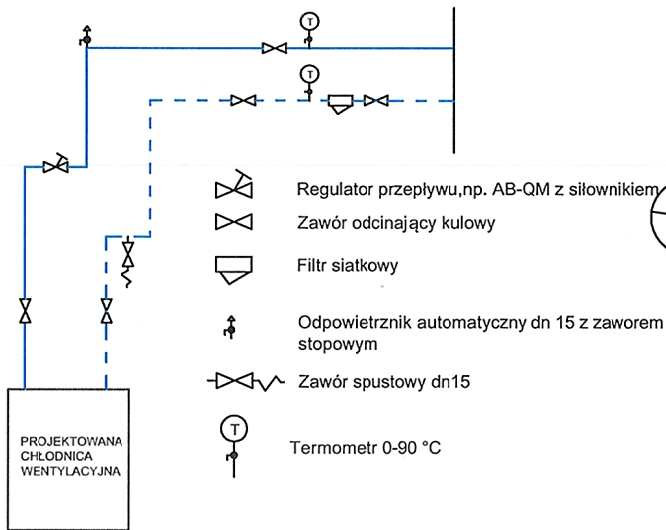 T
T
Regulator przepływu,np. AB-QM z siłownikiem
Zawór odcinający kulowy
Filtr siatkowy
Odpowietrznik automatyczny dn 15 z zaworem
stopowym
Zawór spustowy dn15
T
Termometr 0-90 °C
PROJEKTOWANA
CHŁODNICA
WENTYLACYJNA